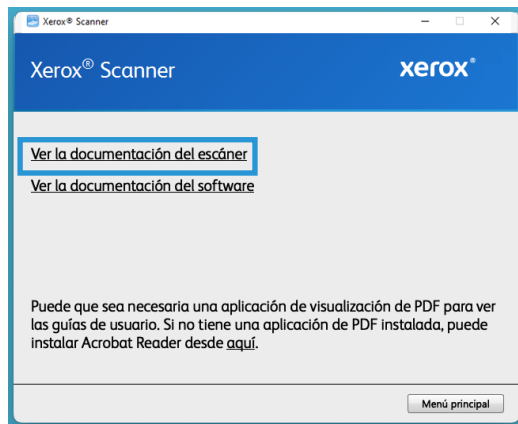 Xerox® Scanner
Xerox® Scanner
xerox®
Ver la documentación del escáner
Ver la documentación del software
Puede que sea necesaria una aplicación de visualización de PDF para ver
las guías de usuario. Si no tiene una aplicación de PDF instalada, puede
instalar Acrobat Reader desde aquí.
Menú principal